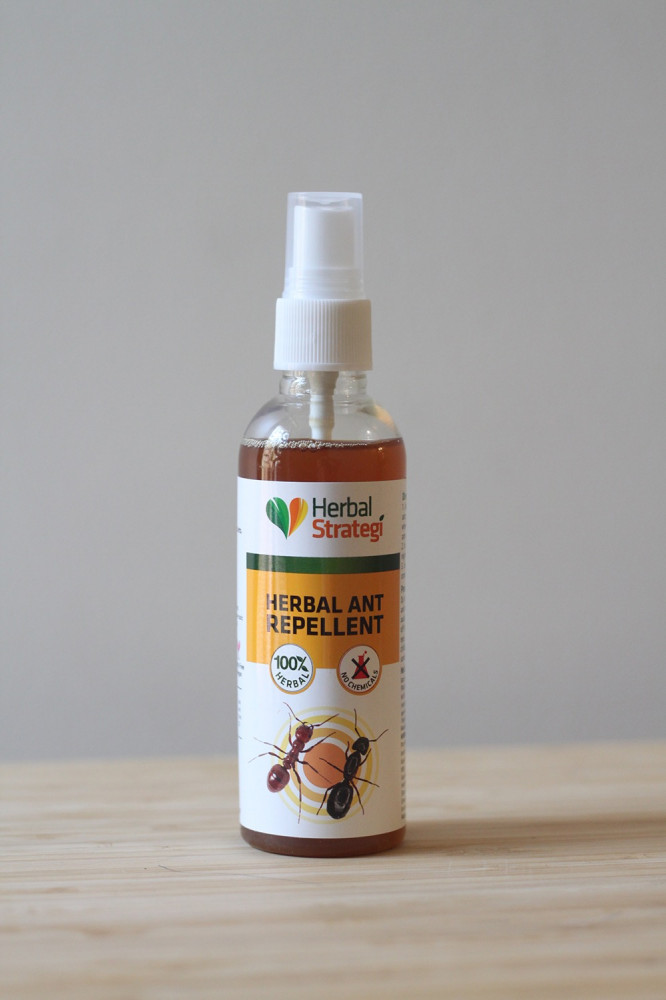 Herbal
Strategi
HERBAL ANT
REPELLENT
100%
HERBAL
NO CHEMICALS